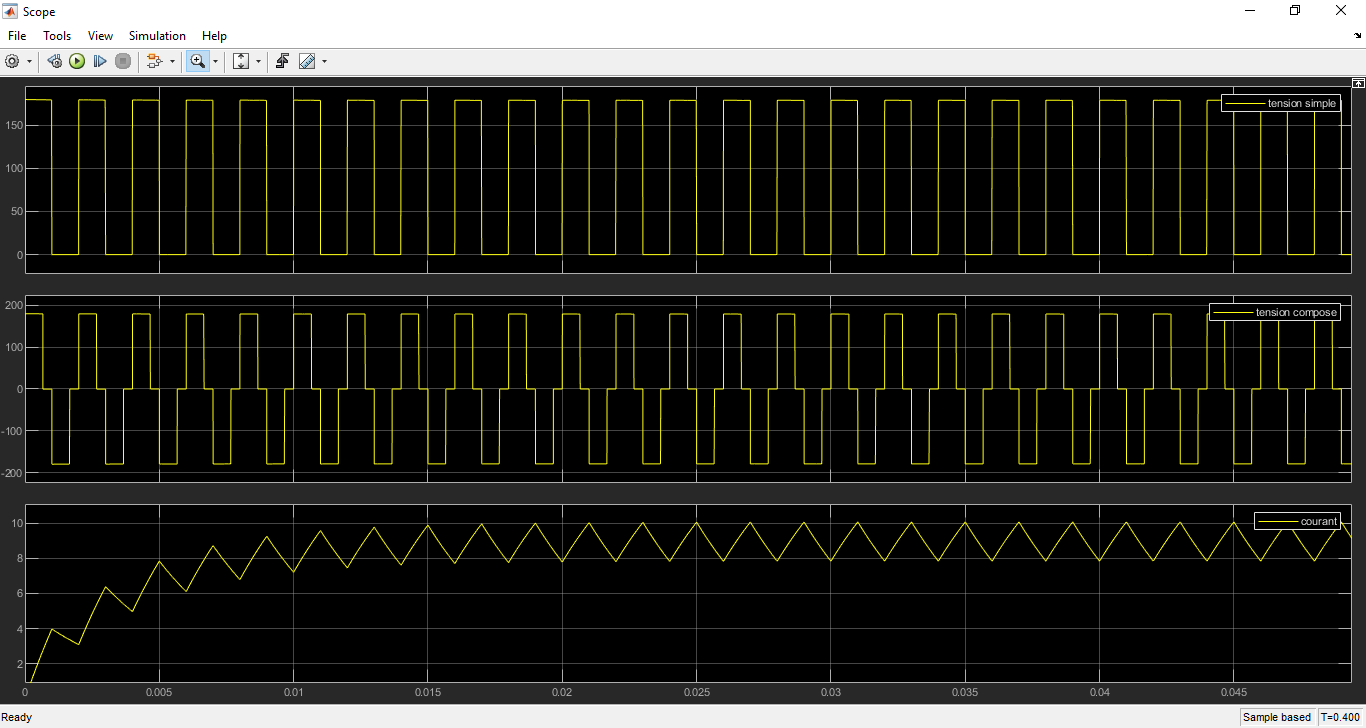 Scope
File Tools View Simulation Help
tension simple
150
100
50
0
tension compose
200
100
0
-100
-200
courant
10
8
6
4
2
0 0.005 0.01 0.015 0.02 0.025 0.03 0.035 0.04 0.045
Ready Sample based T=0.400